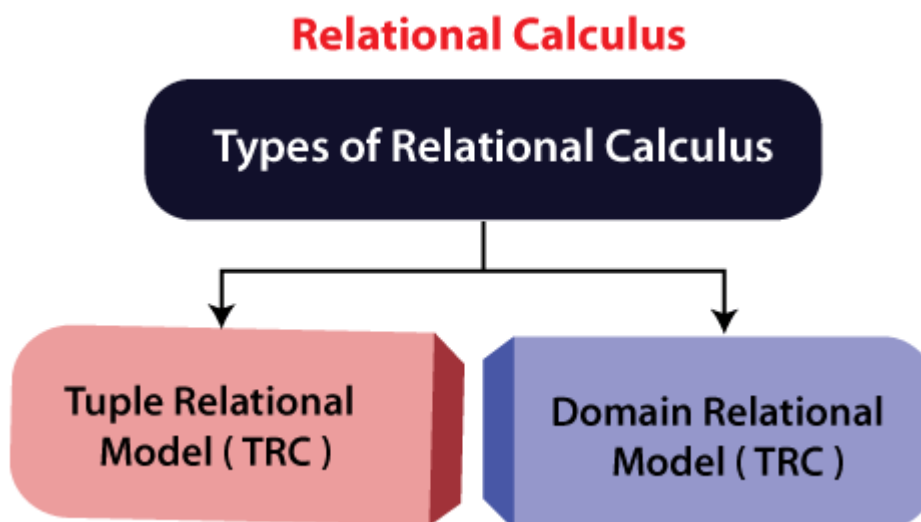 Relational Calculus
Types of Relational Calculus
Tuple Relational
Model ( TRC )
Domain Relational
Model ( TRC )